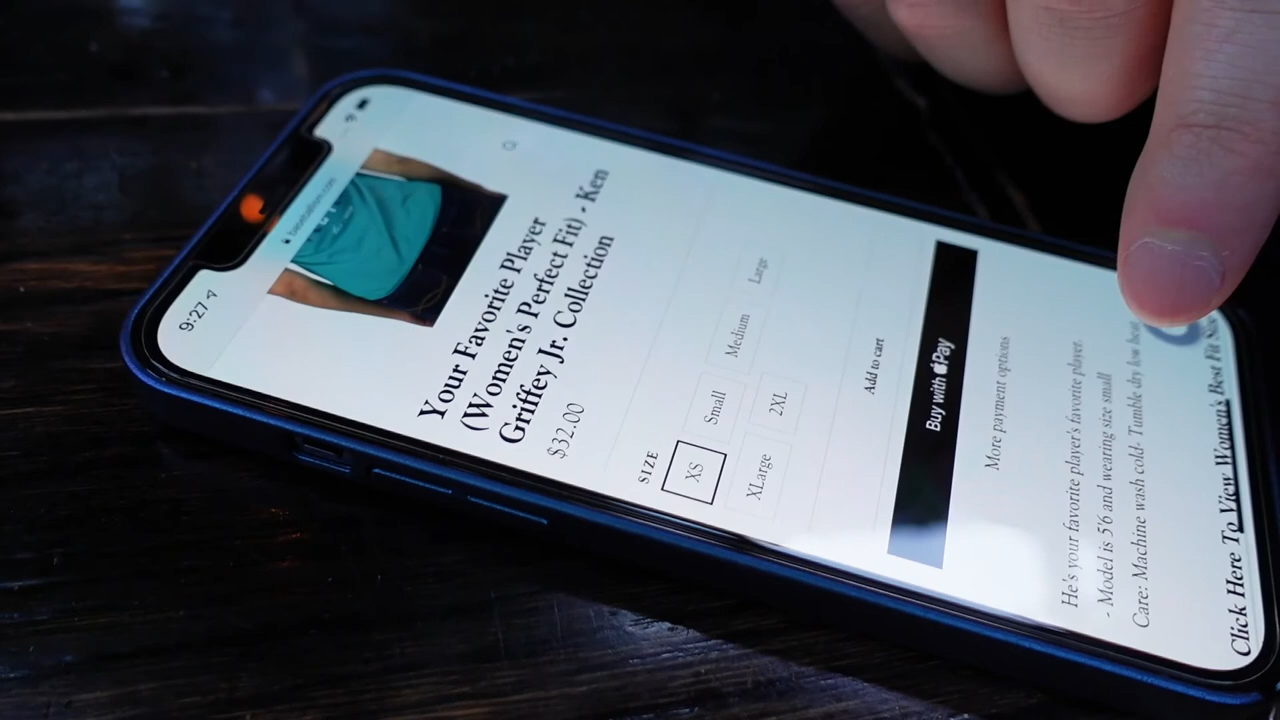 9:27
Your Favorite Player
(Women's Perfect Fit) - Ken
Griffey Jr. Collection
$32.00
SIZE
XS
Small
Medium
Large
XLarge
2XL
Add to cart
Buy with Pay
More payment options
He's your favorite player's favorite player.
- Model is 5'6 and wearing size small
Care: Machine wash cold- Tumble dry low heat
Click Here To View Women's Best Fit Size